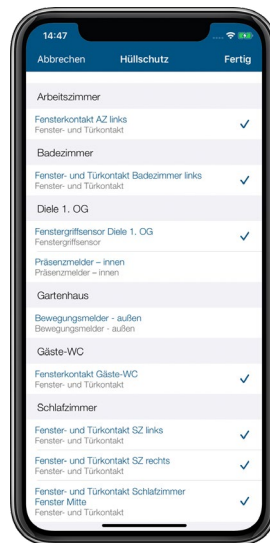 14:47
Abbrechen Hüllschutz Fertig
Arbeitszimmer
Fensterkontakt AZ links
Fenster- und Türkontakt
Badezimmer
Fenster- und Türkontakt Badezimmer links
Fenster- und Türkontakt
Diele 1. OG
Fenstergriffsensor Diele 1. OG
Fenstergriffsensor
Präsenzmelder – innen
Präsenzmelder – innen
Gartenhaus
Bewegungsmelder - außen
Bewegungsmelder - außen
Gäste-WC
Fensterkontakt Gäste-WC
Fenster- und Türkontakt
Schlafzimmer
Fenster- und Türkontakt SZ links
Fenster- und Türkontakt
Fenster- und Türkontakt SZ rechts
Fenster- und Türkontakt
Fenster- und Türkontakt Schlafzimmer
Fenster Mitte
Fenster- und Türkontakt